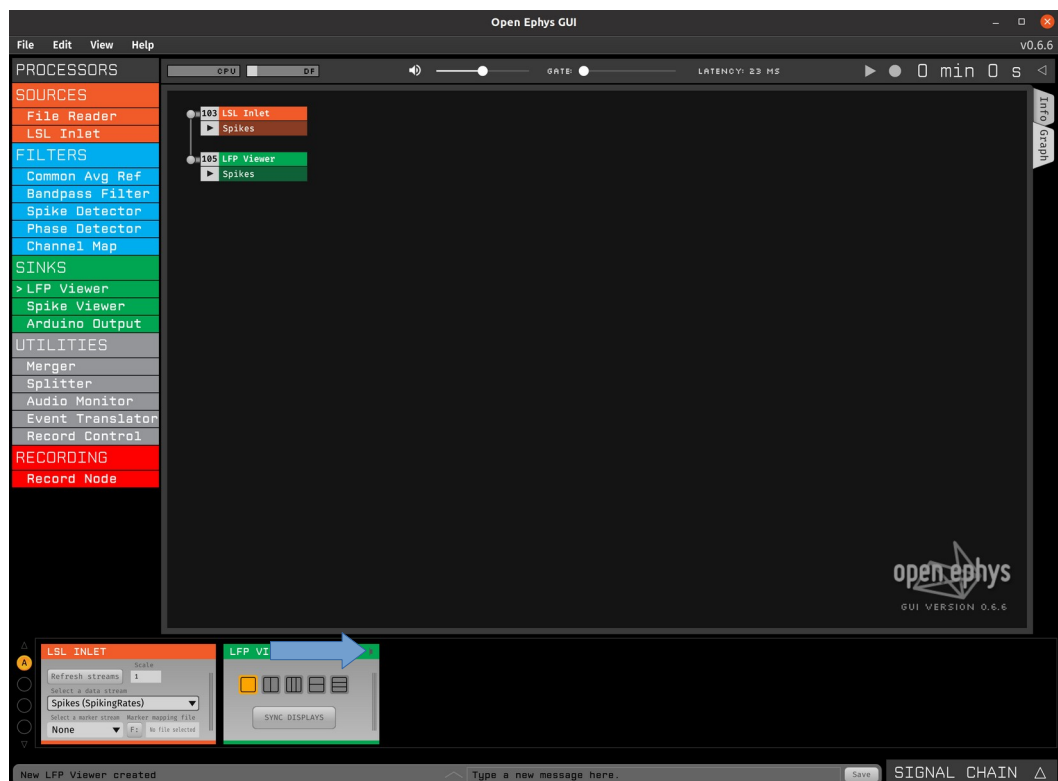 Open Ephys GUI
File Edit View Help v0.6.6
PROCESSORS CPU DF GATE: LATENCY: 23 MS 0 min 0 s
SOURCES
File Reader
LSL Inlet
FILTERS
Common Avg Ref
Bandpass Filter
Spike Detector
Phase Detector
Channel Map
SINKS
> LFP Viewer
Spike Viewer
Arduino Output
UTILITIES
Merger
Splitter
Audio Monitor
Event Translator
Record Control
RECORDING
Record Node
103 LSL Inlet
Spikes
105 LFP Viewer
Spikes
Info
Graph
open ephys
GUI VERSION 0.6.6
A
LSL INLET
Scale
Refresh streams 1
Select a data stream
Spikes (SpikingRates)
Select a marker stream Marker mapping file
None F: No file selected
LFP VI
SYNC DISPLAYS
New LFP Viewer created Type a new message here. Save SIGNAL CHAIN